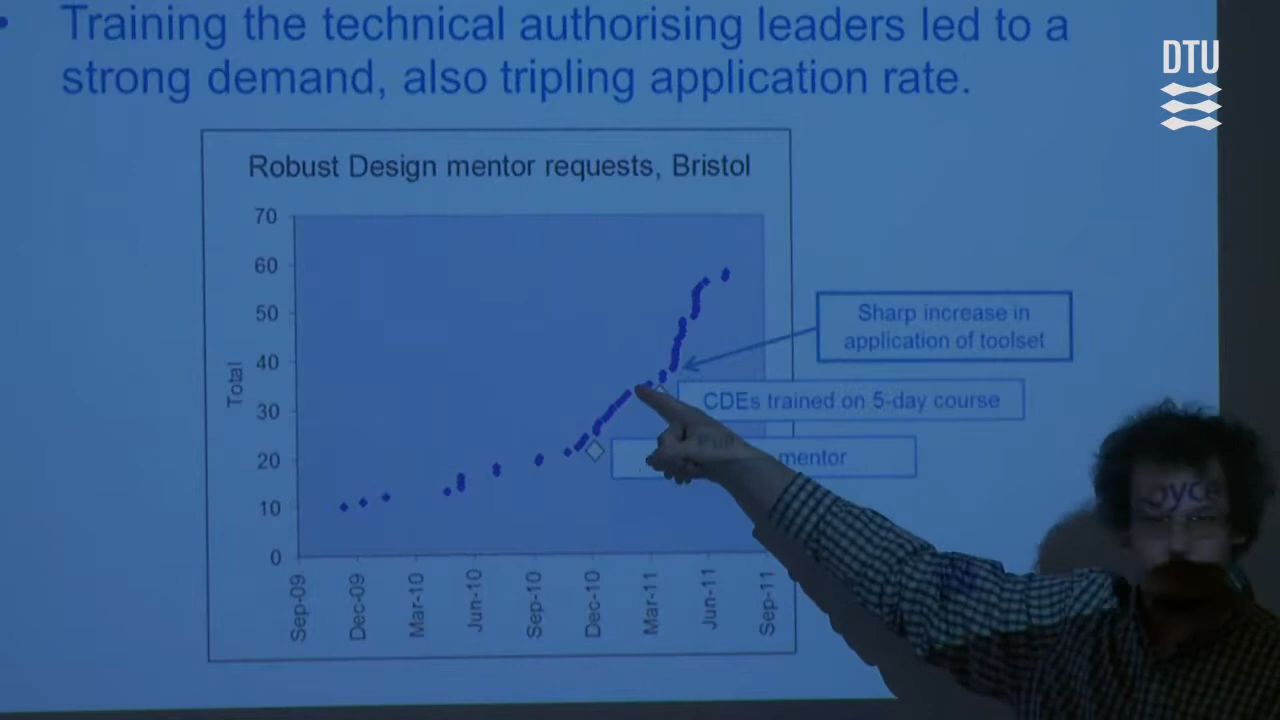 Training the technical authorising leaders led to a
strong demand, also tripling application rate.
DTU
Robust Design mentor requests, Bristol
70
60
50
40
30
20
10
0
Total
Sharp increase in
application of toolset
CDEs trained on 5-day course
mentor
Sep-09
Dec-09
Mar-10
Jun-10
Sep-10
Dec-10
Mar-11
Jun-11
Sep-11